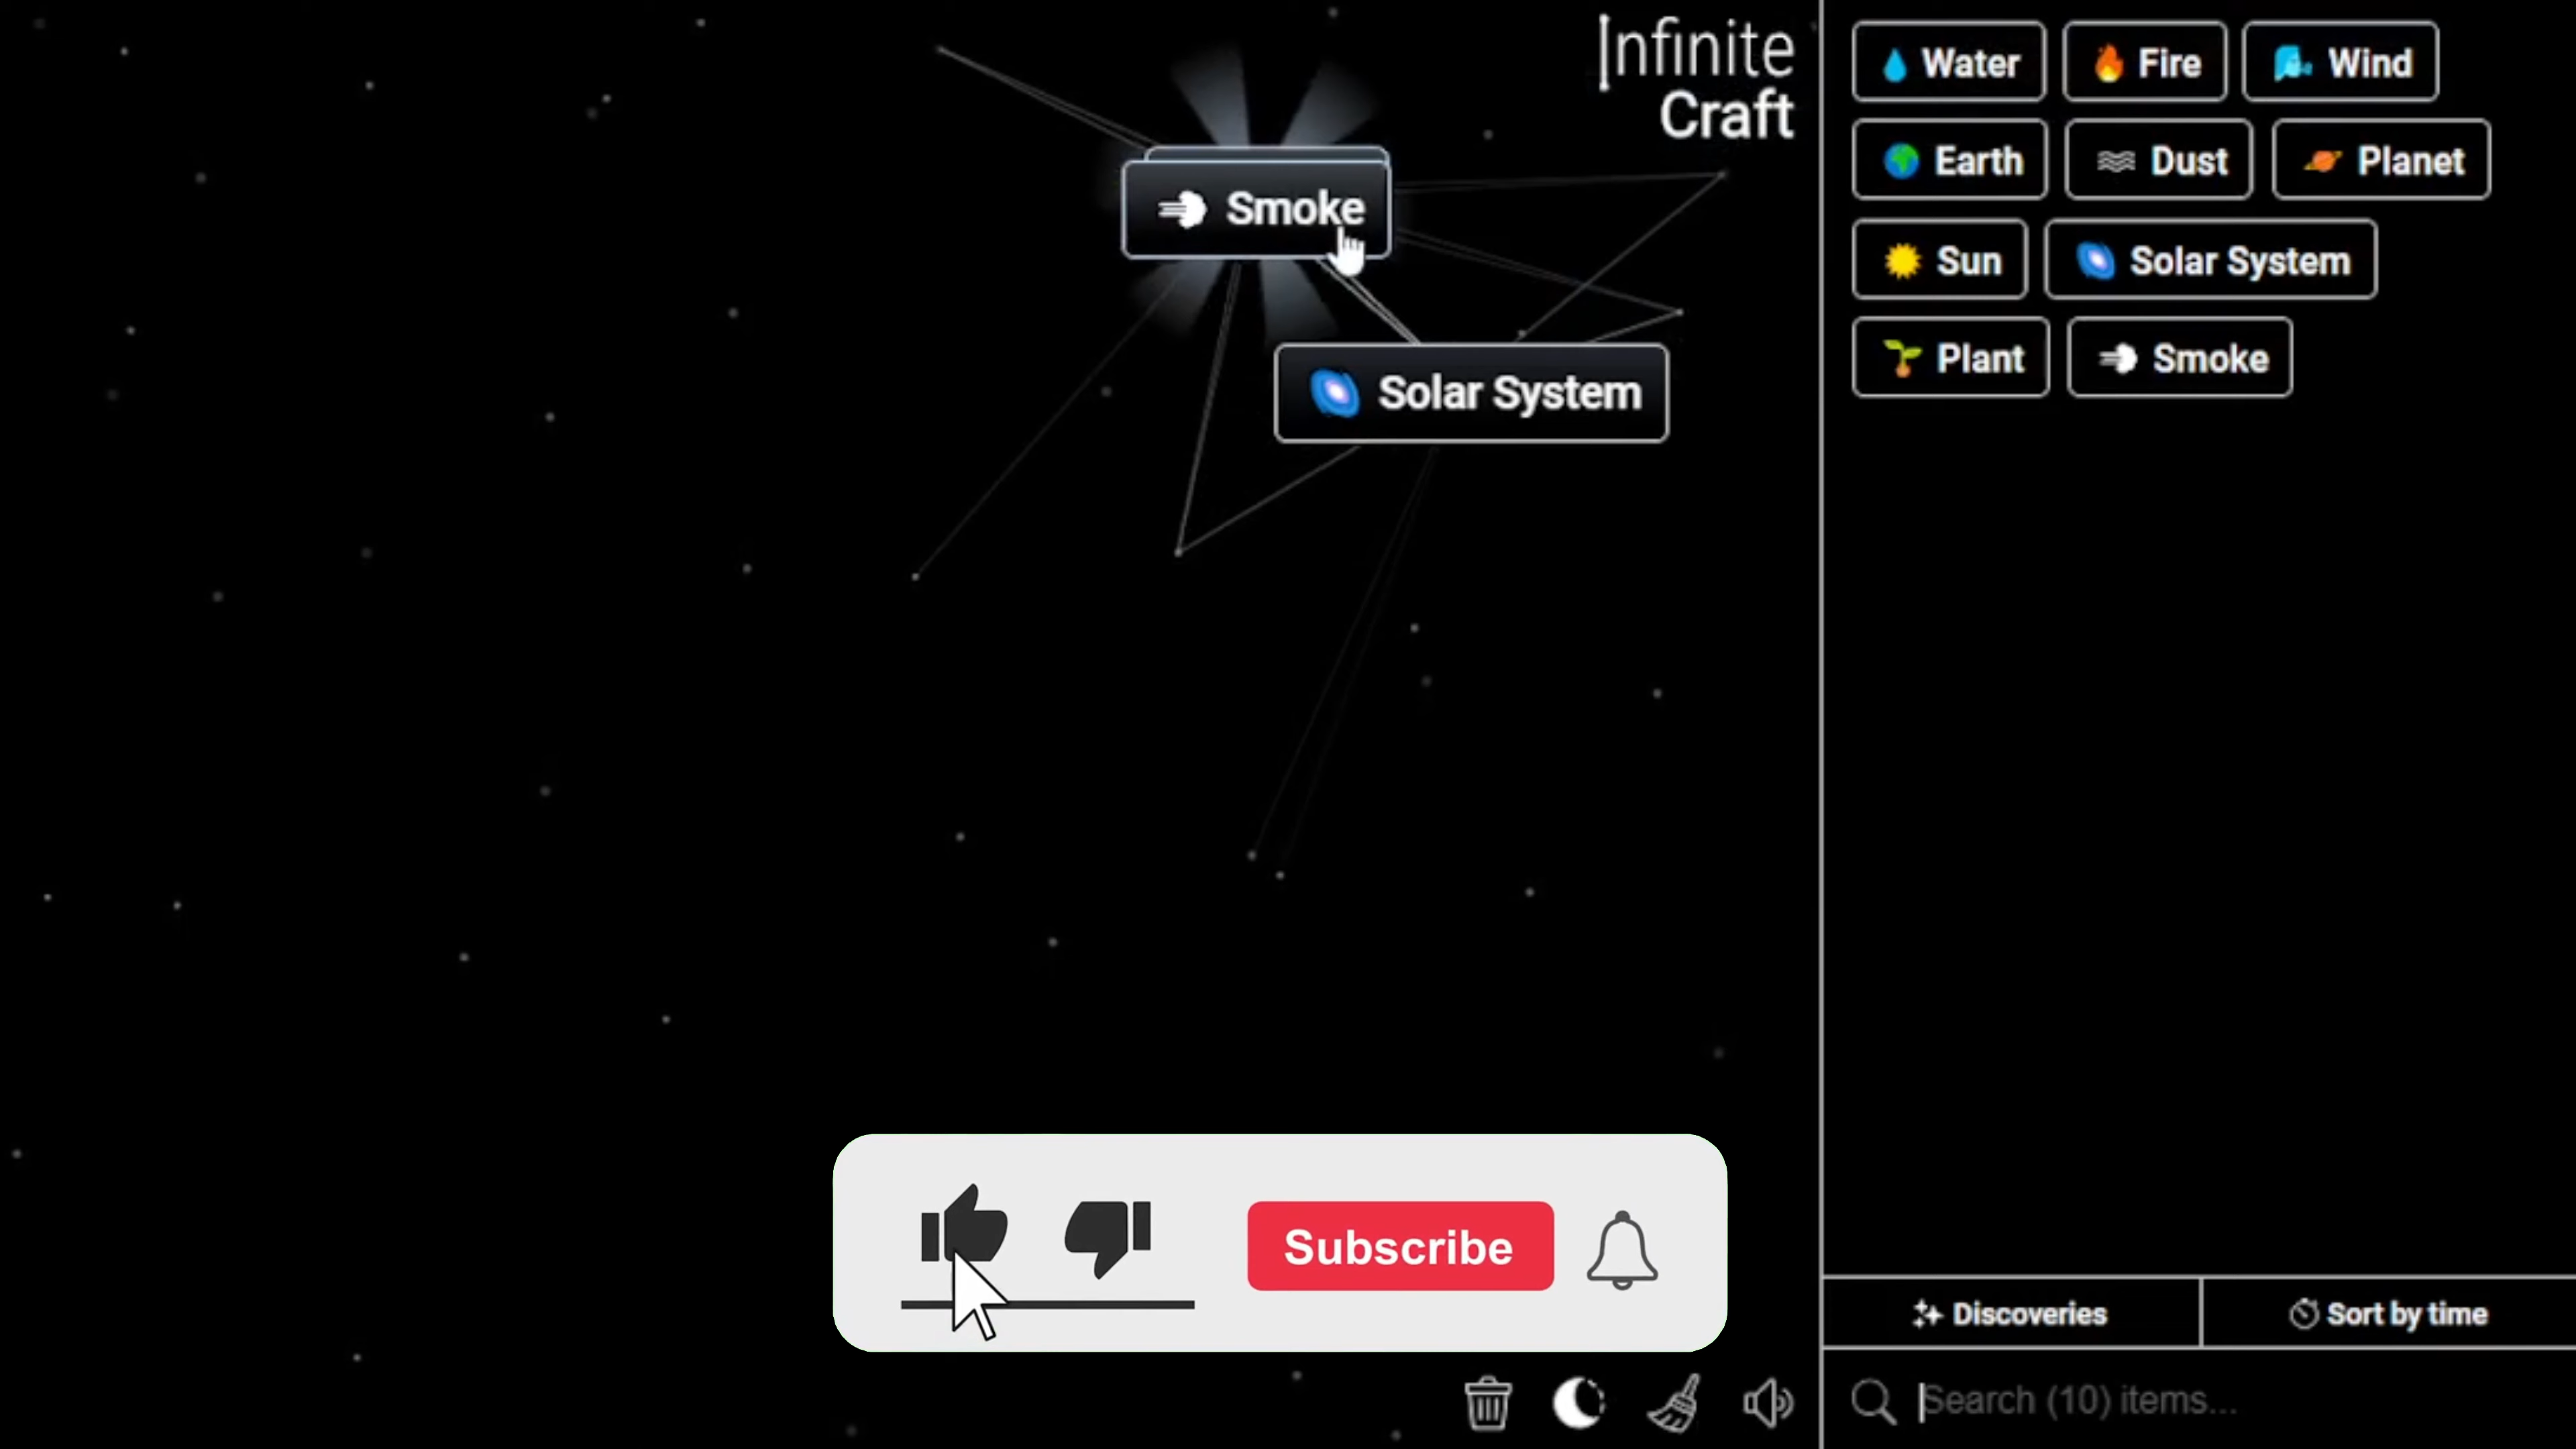 Infinite
Craft
Smoke
Solar System
Subscribe
Water Fire Wind
Earth Dust Planet
Sun Solar System
Plant Smoke
Discoveries Sort by time
Search (10) items...